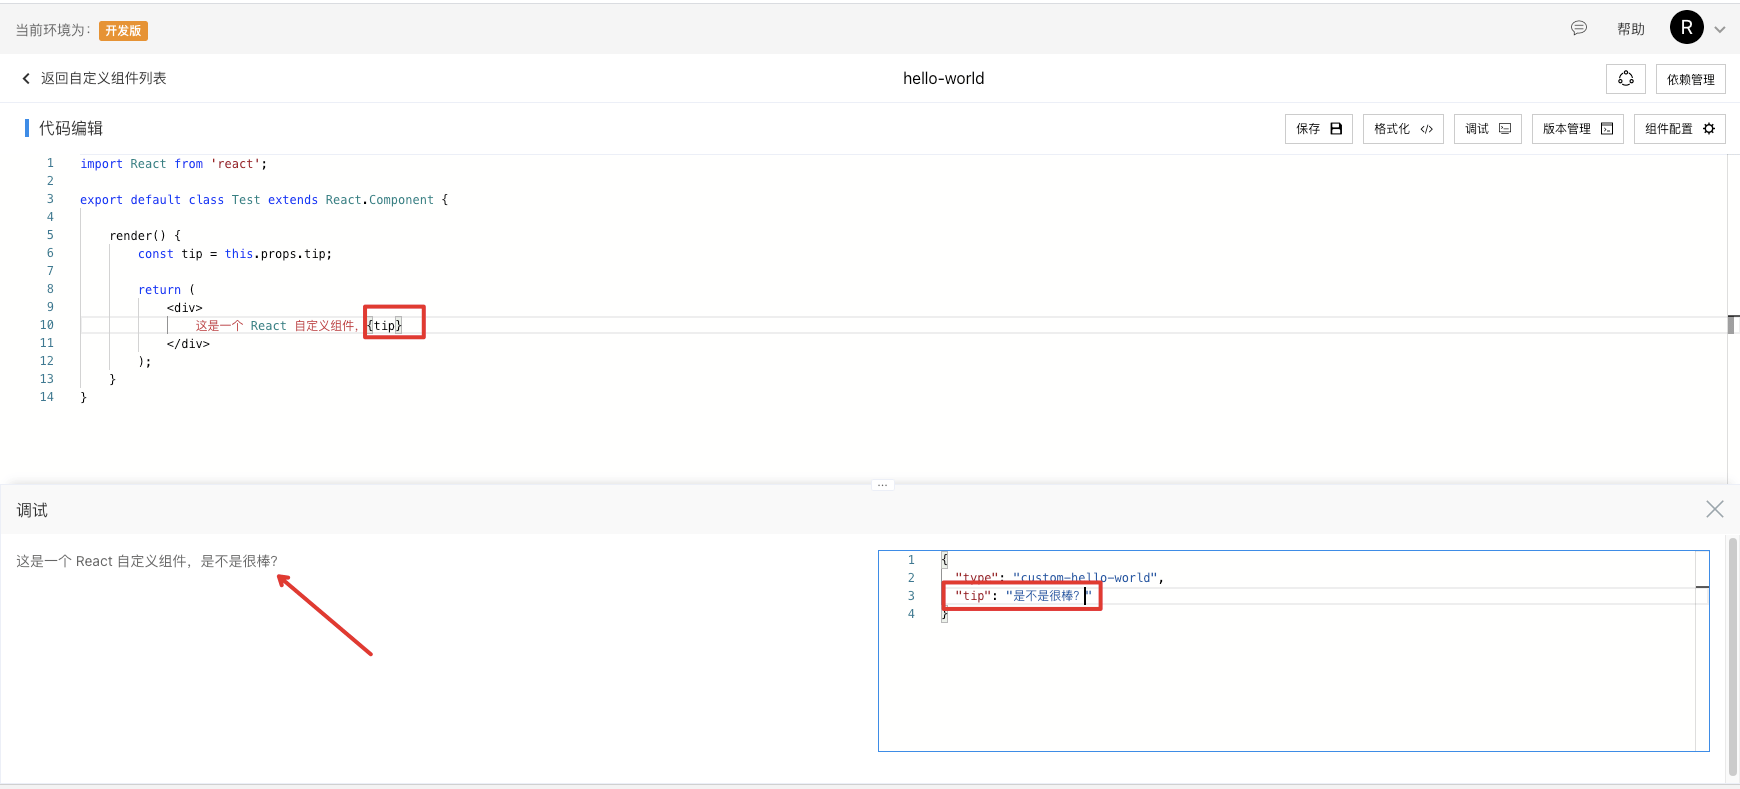 当前环境为： 开发版 帮助 R
返回自定义组件列表 hello-world 依赖管理
代码编辑 保存 格式化 调试 版本管理 组件配置
1 import React from 'react';
2
3 export default class Test extends React.Component {
4
5 render() {
6 const tip = this.props.tip;
7
8 return (
9 <div>
10 这是一个 React 自定义组件，{tip}
11 </div>
12 );
13 }
14 }
调试
这是一个 React 自定义组件，是不是很棒?
1 {
2 "type": "custom-hello-world",
3 "tip": "是不是很棒？"
4 }